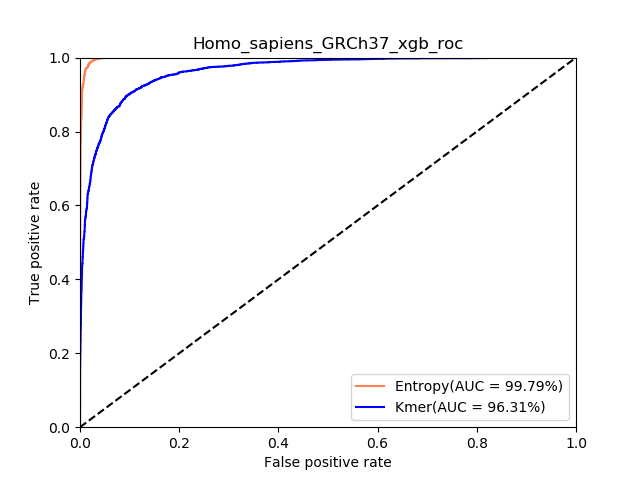 Homo_sapiens_GRCh37_xgb_roc
True positive rate
1.0
0.8
0.6
0.4
0.2
0.0
0.0 0.2 0.4 0.6 0.8 1.0
False positive rate
Entropy(AUC = 99.79%)
Kmer(AUC = 96.31%)